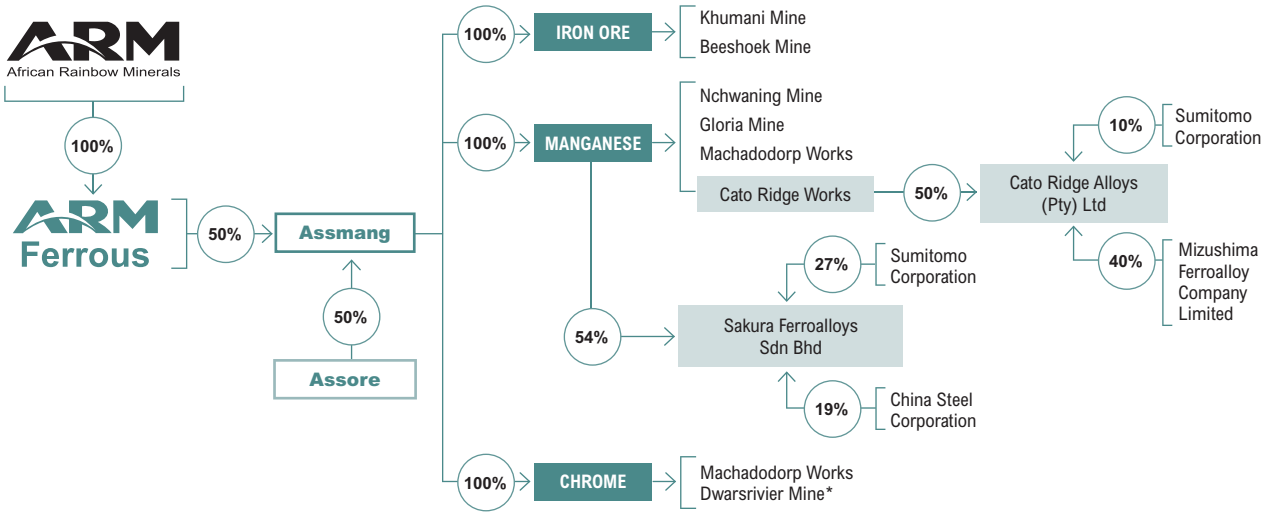 ARM
African Rainbow Minerals
100%
ARM
Ferrous
50%
Assmang
50%
Assore
100%
IRON ORE
Khumani Mine
Beeshoek Mine
100%
MANGANESE
Nchwaning Mine
Gloria Mine
Machadodorp Works
Cato Ridge Works
50%
Cato Ridge Alloys
(Pty) Ltd
10%
Sumitomo
Corporation
40%
Mizushima
Ferroalloy
Company
Limited
54%
Sakura Ferroalloys
Sdn Bhd
27%
Sumitomo
Corporation
19%
China Steel
Corporation
100%
CHROME
Machadodorp Works
Dwarsrivier Mine*